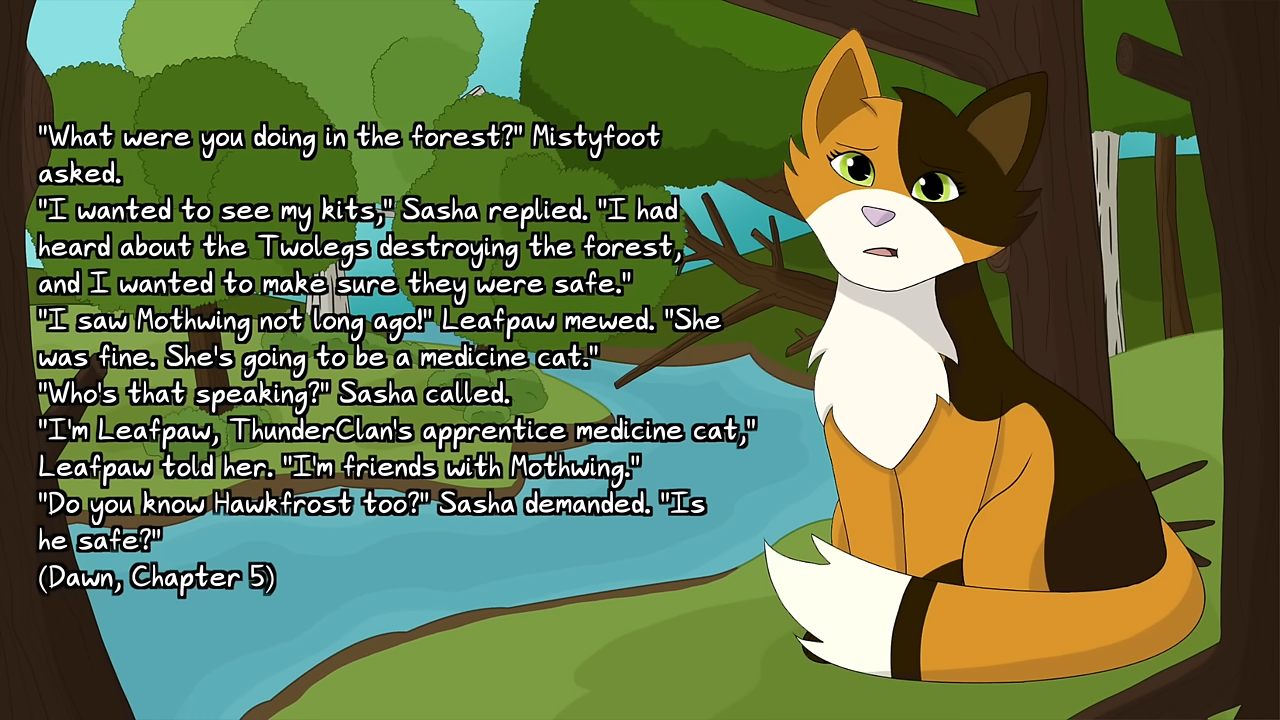 "What were you doing in the forest?" Mistyfoot
asked.
"I wanted to see my kits," Sasha replied. "I had
heard about the Twolegs destroying the forest,
and I wanted to make sure they were safe."
"I saw Mothwing not long ago!" Leafpaw mewed. "She
was fine. She's going to be a medicine cat."
"Who's that speaking?" Sasha called.
"I'm Leafpaw, ThunderClan's apprentice medicine cat,"
Leafpaw told her. "I'm friends with Mothwing."
"Do you know Hawkfrost too?" Sasha demanded. "Is
he safe?"
(Dawn, Chapter 5)